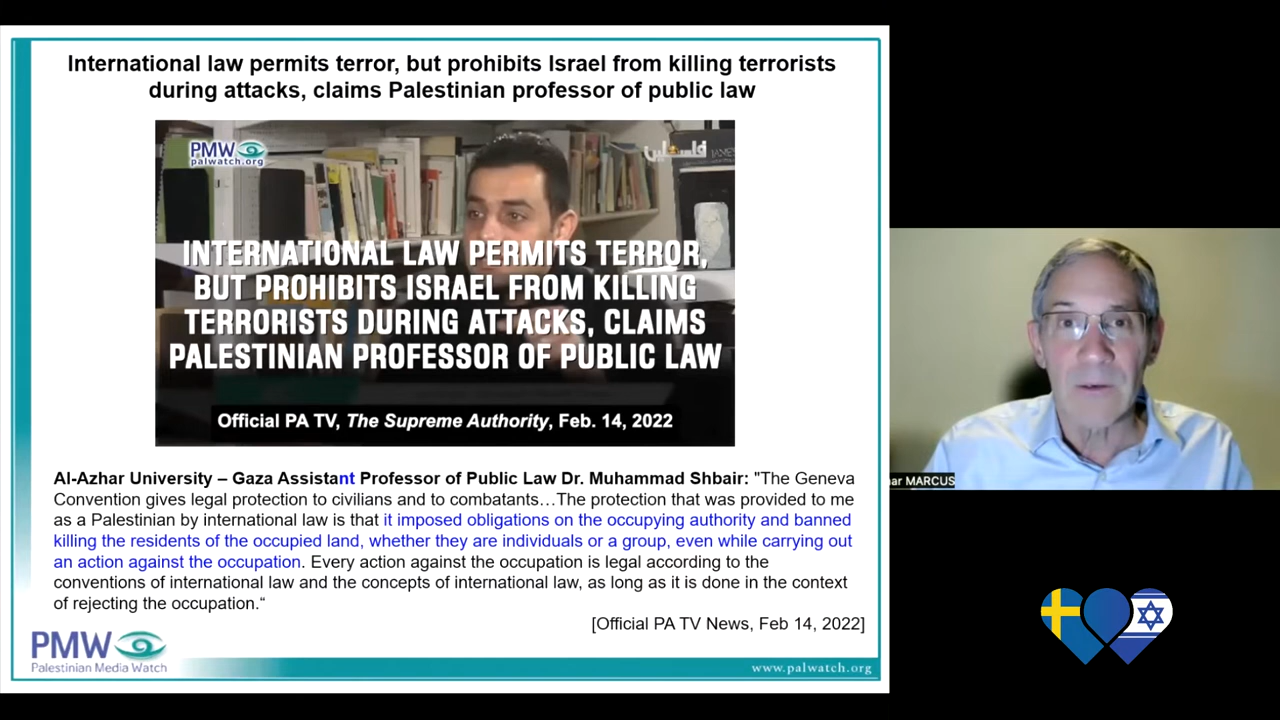 International law permits terror, but prohibits Israel from killing terrorists
during attacks, claims Palestinian professor of public law
PMW
palwatch.org
فلسطين
INTERNATIONAL LAW PERMITS TERROR,
BUT PROHIBITS ISRAEL FROM KILLING
TERRORISTS DURING ATTACKS, CLAIMS
PALESTINIAN PROFESSOR OF PUBLIC LAW
Official PA TV, The Supreme Authority, Feb. 14, 2022
Al-Azhar University – Gaza Assistant Professor of Public Law Dr. Muhammad Shbair: "The Geneva
Convention gives legal protection to civilians and to combatants…The protection that was provided to me
as a Palestinian by international law is that it imposed obligations on the occupying authority and banned
killing the residents of the occupied land, whether they are individuals or a group, even while carrying out
an action against the occupation. Every action against the occupation is legal according to the
conventions of international law and the concepts of international law, as long as it is done in the context
of rejecting the occupation.“
[Official PA TV News, Feb 14, 2022]
PMW
Palestinian Media Watch
www.palwatch.org
MARCUS